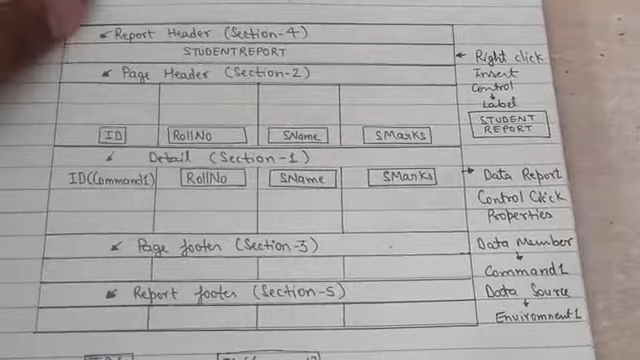 Report Header (Section-4)
STUDENTREPORT
Page Header (Section-2)
ID RollNo SName SMarks
Detail (Section-1)
ID(Command1) RollNo SName SMarks
Page footer (Section-3)
Report footer (Section-5)
Right click
Insert
Control
Label
STUDENT
REPORT
Data Report
Control Click
Properties
Data Member
Command1
Data Source
Enviromnent1